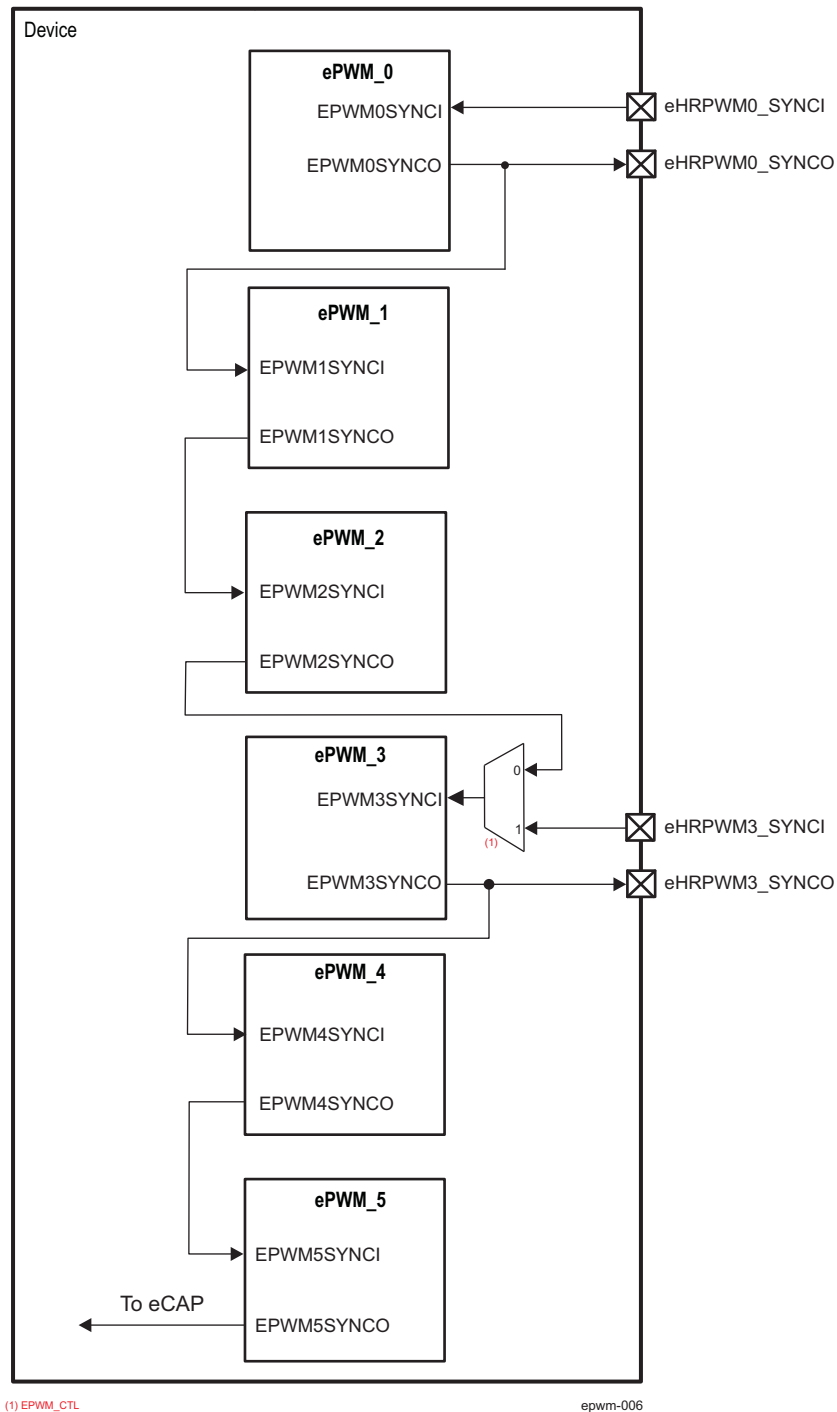 Device
ePWM_0
EPWM0SYNCI
eHRPWM0_SYNCI
EPWM0SYNCO
eHRPWM0_SYNCO
ePWM_1
EPWM1SYNCI
EPWM1SYNCO
ePWM_2
EPWM2SYNCI
EPWM2SYNCO
ePWM_3
0
EPWM3SYNCI
1
eHRPWM3_SYNCI
(1)
EPWM3SYNCO
eHRPWM3_SYNCO
ePWM_4
EPWM4SYNCI
EPWM4SYNCO
ePWM_5
EPWM5SYNCI
To eCAP
EPWM5SYNCO
(1) EPWM_CTL
epwm-006